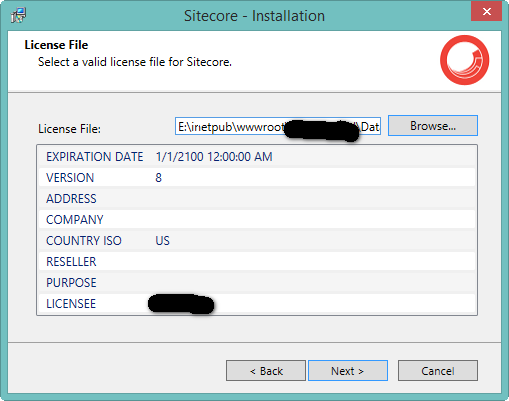 Sitecore - Installation
License File
Select a valid license file for Sitecore.
License File: E:\inetpub\wwwroot \Dat Browse...
EXPIRATION DATE 1/1/2100 12:00:00 AM
VERSION 8
ADDRESS
COMPANY
COUNTRY ISO US
RESELLER
PURPOSE
LICENSEE
< Back Next > Cancel